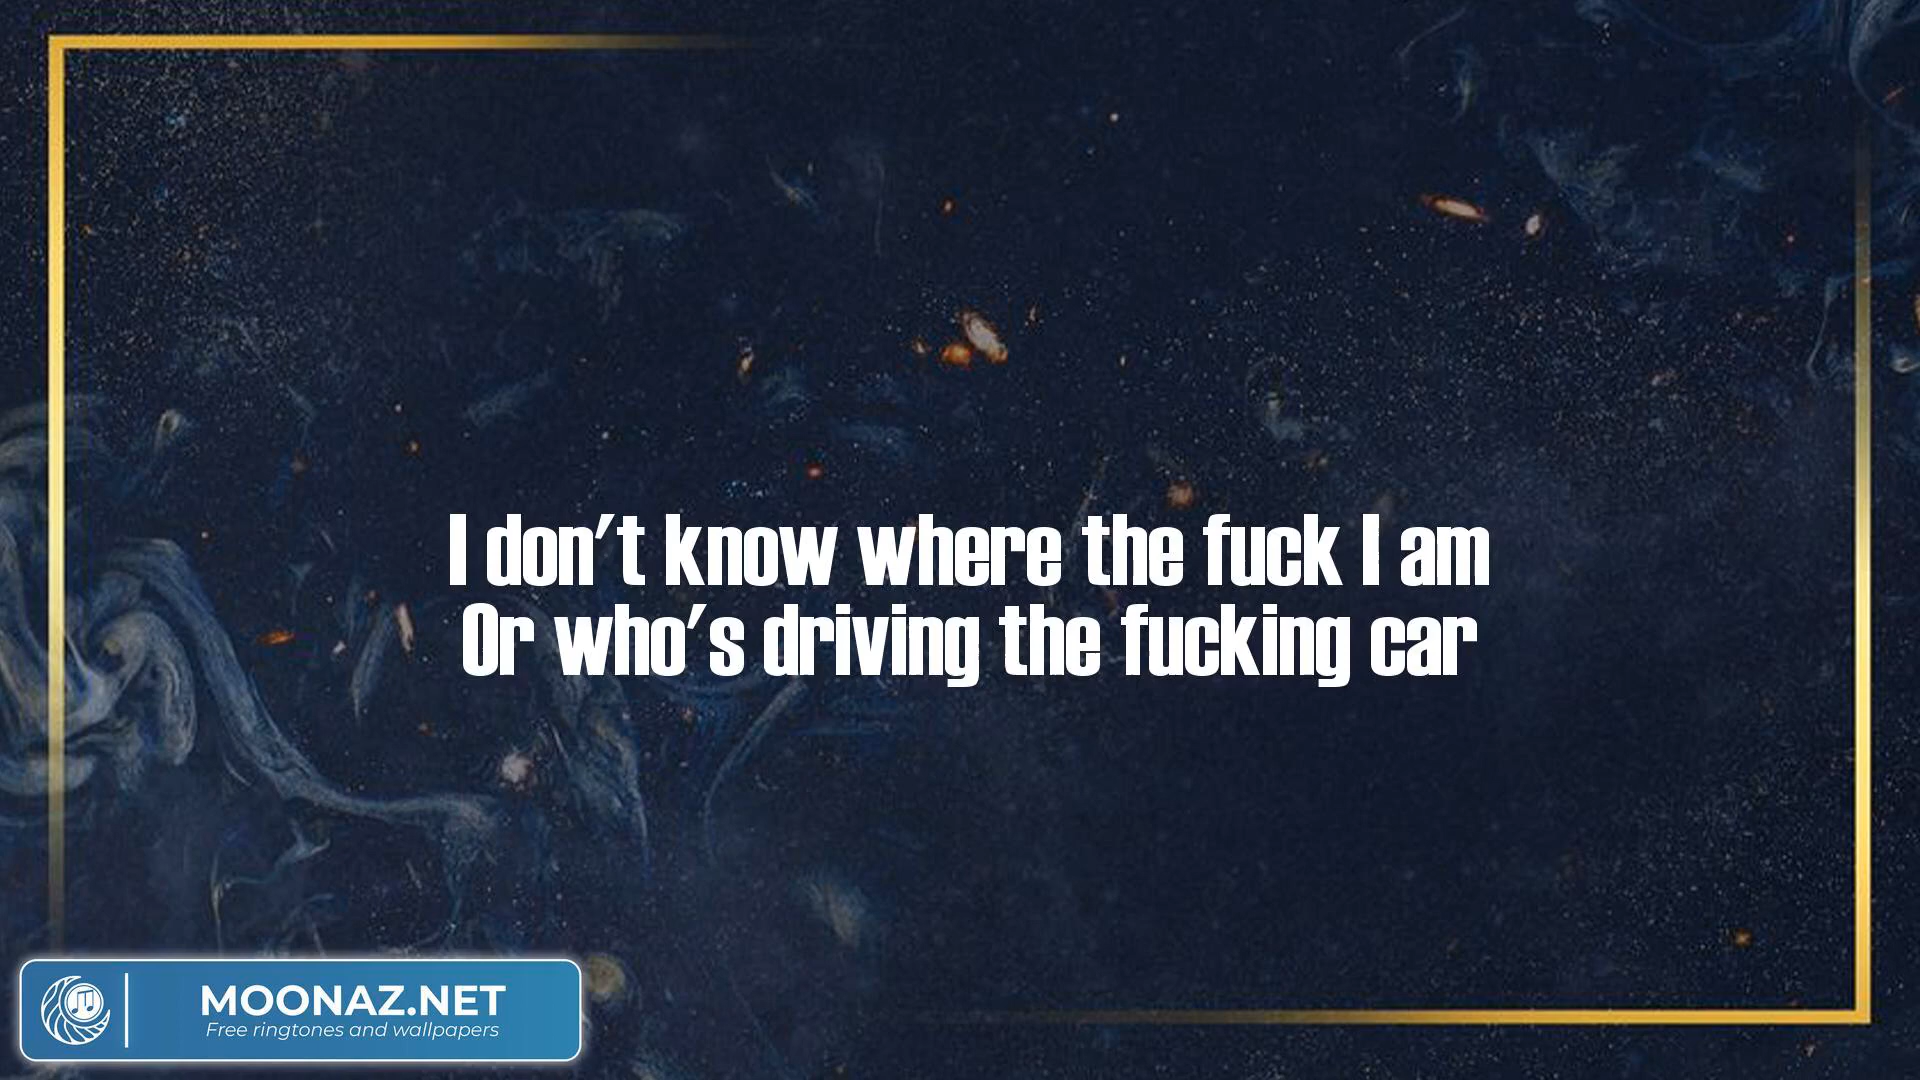 I don't know where the fuck I am
Or who's driving the fucking car
MOONAZ.NET
Free ringtones and wallpapers